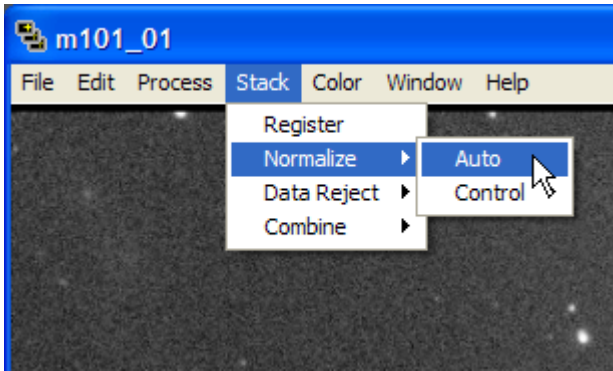 m101_01
File Edit Process Stack Color Window Help
Register
Normalize Auto
Data Reject Control
Combine